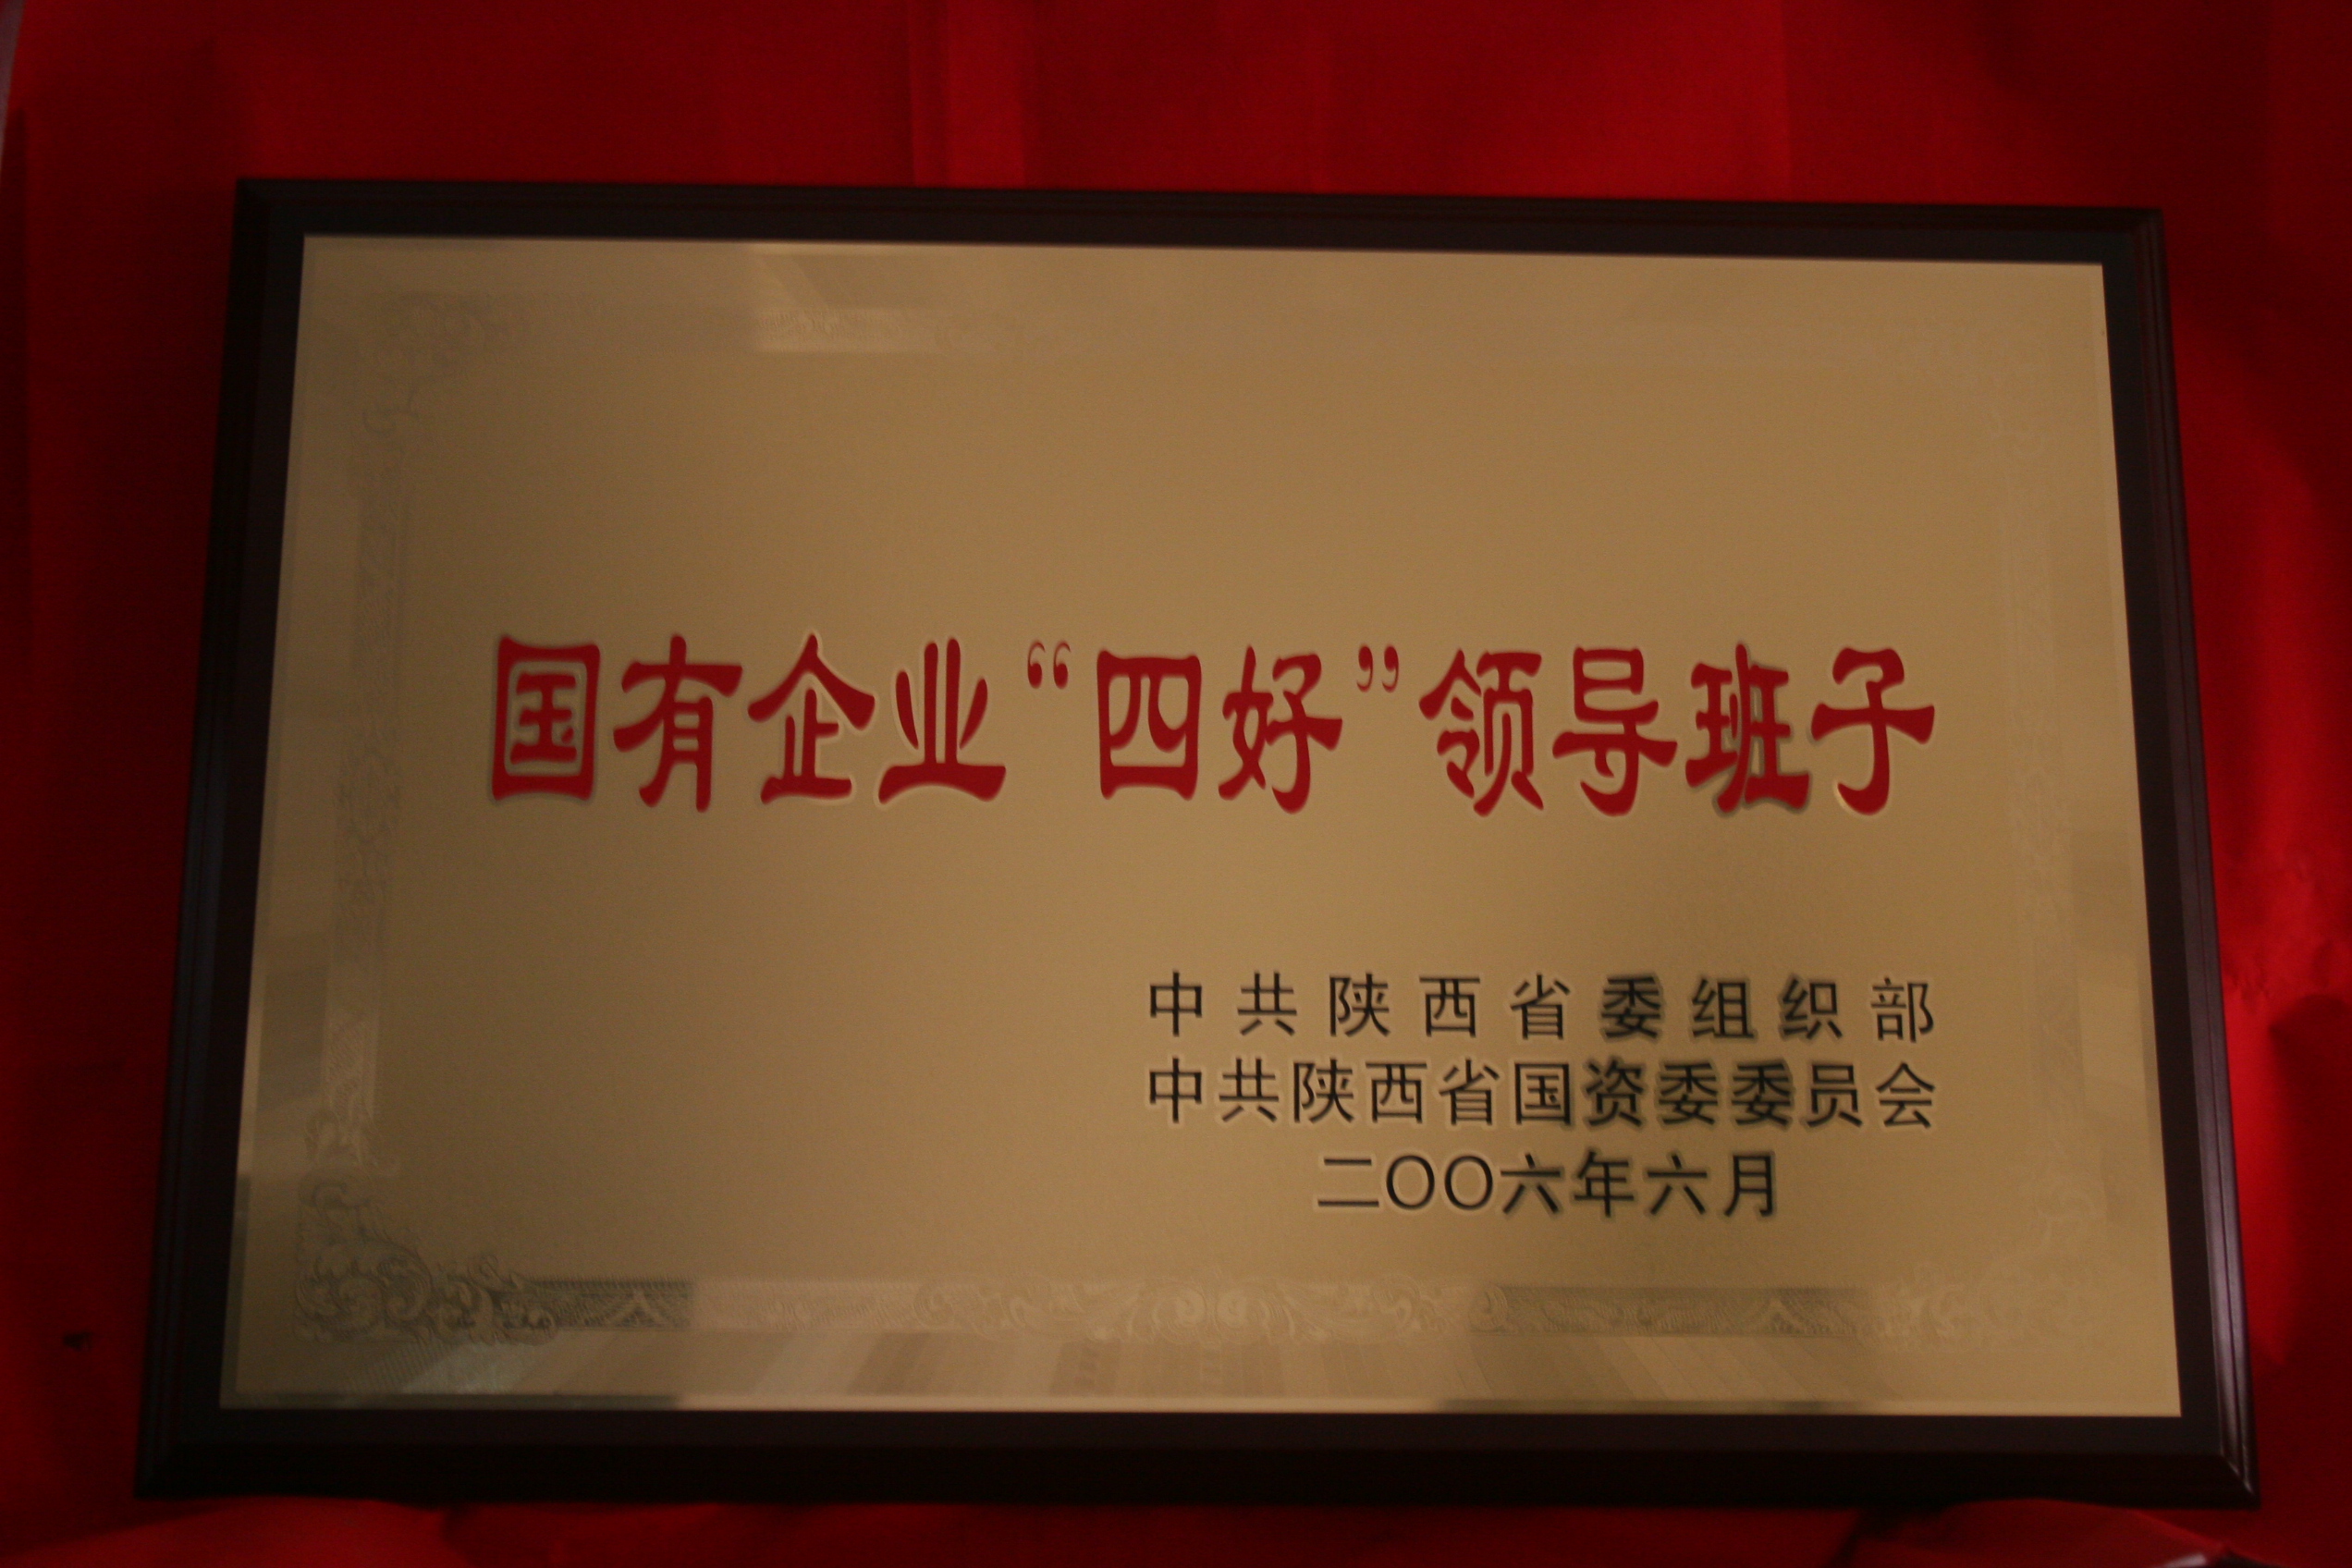 国有企业“四好”领导班子
中共陕西省委组织部
中共陕西省国资委委员会
二〇〇六年六月